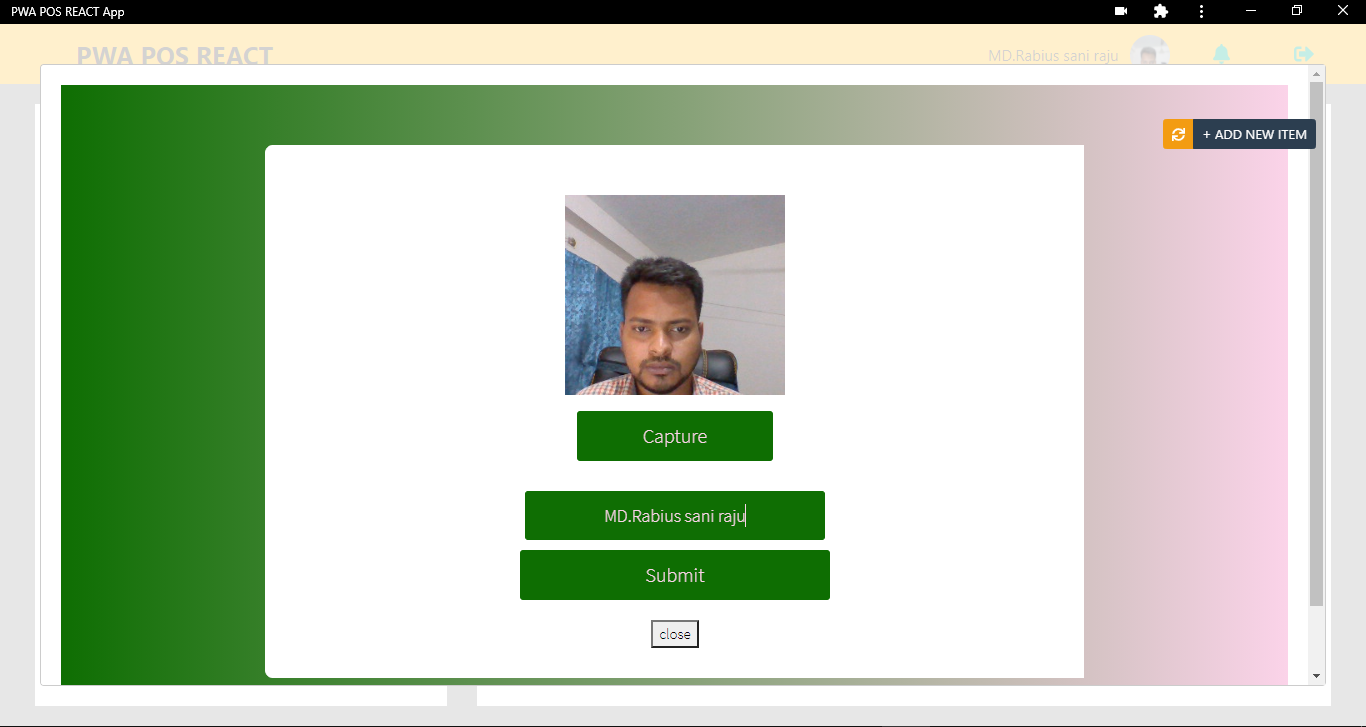 PWA POS REACT App
PWA POS REACT
MD.Rabius sani raju
+ ADD NEW ITEM
Capture
MD.Rabius sani raju
Submit
close